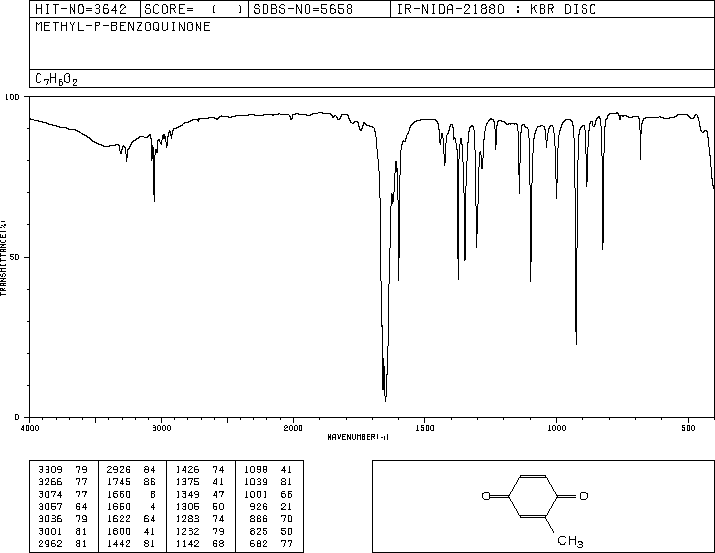 HIT-NO=3642 SCORE= ( ) SDBS-NO=5658 IR-NIDA-21880 : KBR DISC
METHYL-P-BENZOQUINONE
C7H6O2
100
50
0
TRANSMITTANCE(%)
4000 3000 2000 1500 1000 500
WAVENUMBER(-1)
3309 79 2926 84 1426 74 1098 41
3266 77 1745 86 1375 41 1039 81
3074 77 1660 8 1349 47 1001 66
3057 64 1650 4 1305 50 926 21
3036 79 1622 64 1283 74 886 70
3001 81 1600 41 1232 79 825 50
2962 81 1442 81 1142 68 682 77
O O
CH3